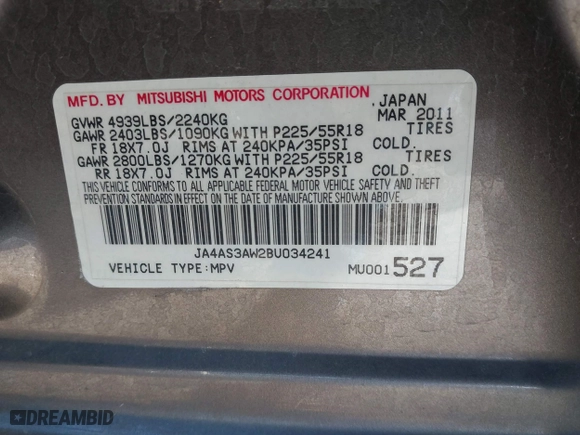 MFD. BY MITSUBISHI MOTORS CORPORATION ,JAPAN
GVWR 4939LBS/2240KG MAR 2011
GAWR 2403LBS/1090KG WITH P225/55R18 TIRES
FR 18X7.0J RIMS AT 240KPA/35PSI COLD.
GAWR 2800LBS/1270KG WITH P225/55R18 TIRES
RR 18X7.0J RIMS AT 240KPA/35PSI COLD.
THIS VEHICLE CONFORMS TO ALL APPLICABLE FEDERAL MOTOR VEHICLE SAFETY AND THEFT
PREVENTION STANDARDS IN EFFECT ON THE DATE OF MANUFACTURE SHOWN ABOVE.
JA4AS3AW2BU034241
VEHICLE TYPE:MPV MU001 527
DREAMBID